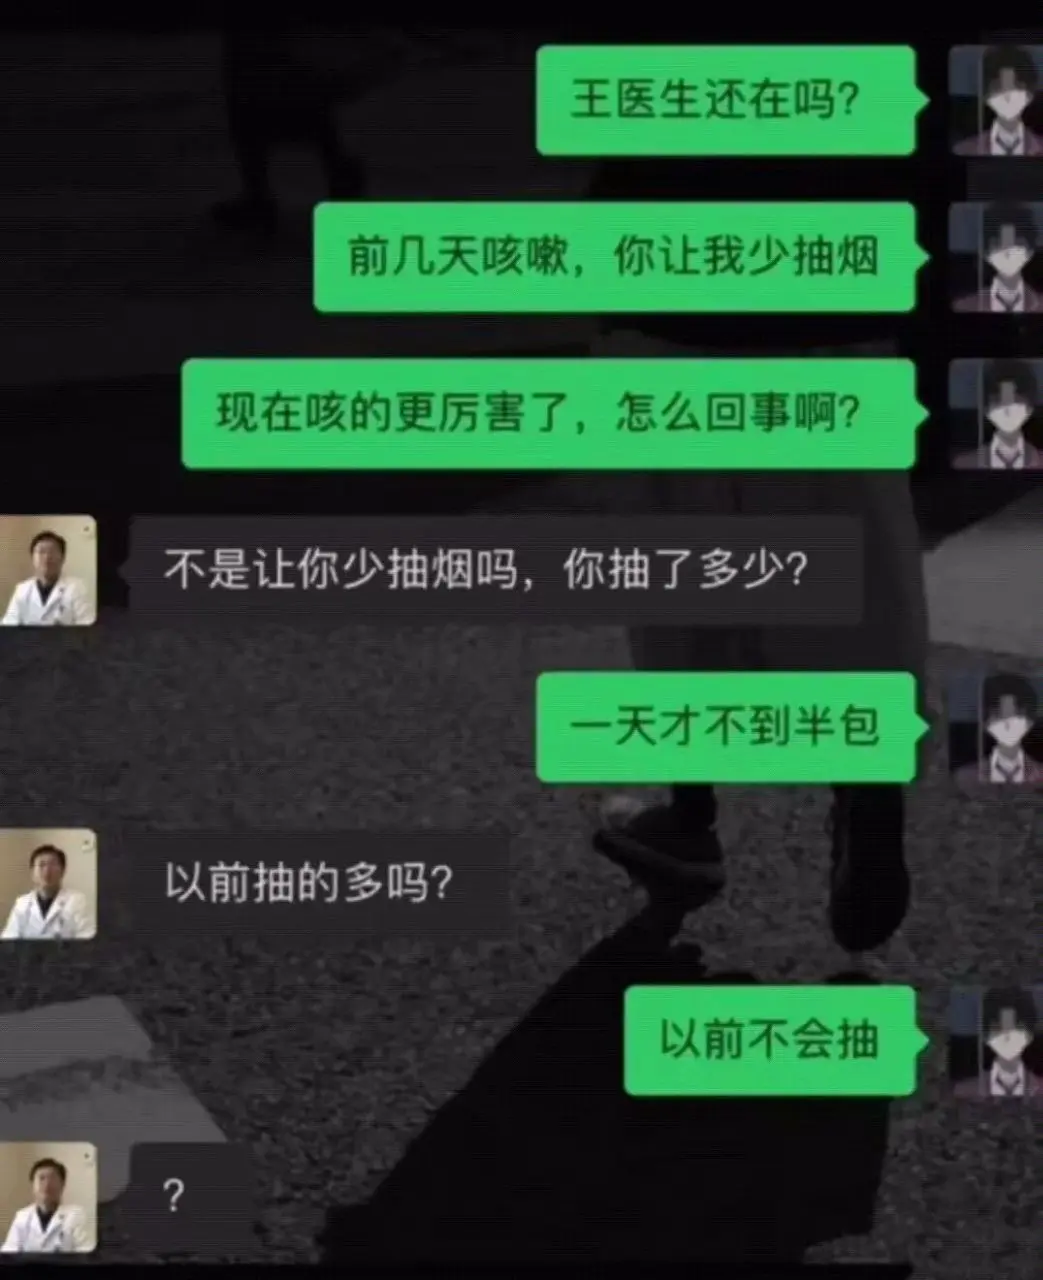 王医生还在吗?
前几天咳嗽，你让我少抽烟
现在咳的更厉害了，怎么回事啊?
不是让你少抽烟吗，你抽了多少?
一天才不到半包
以前抽的多吗?
以前不会抽
?